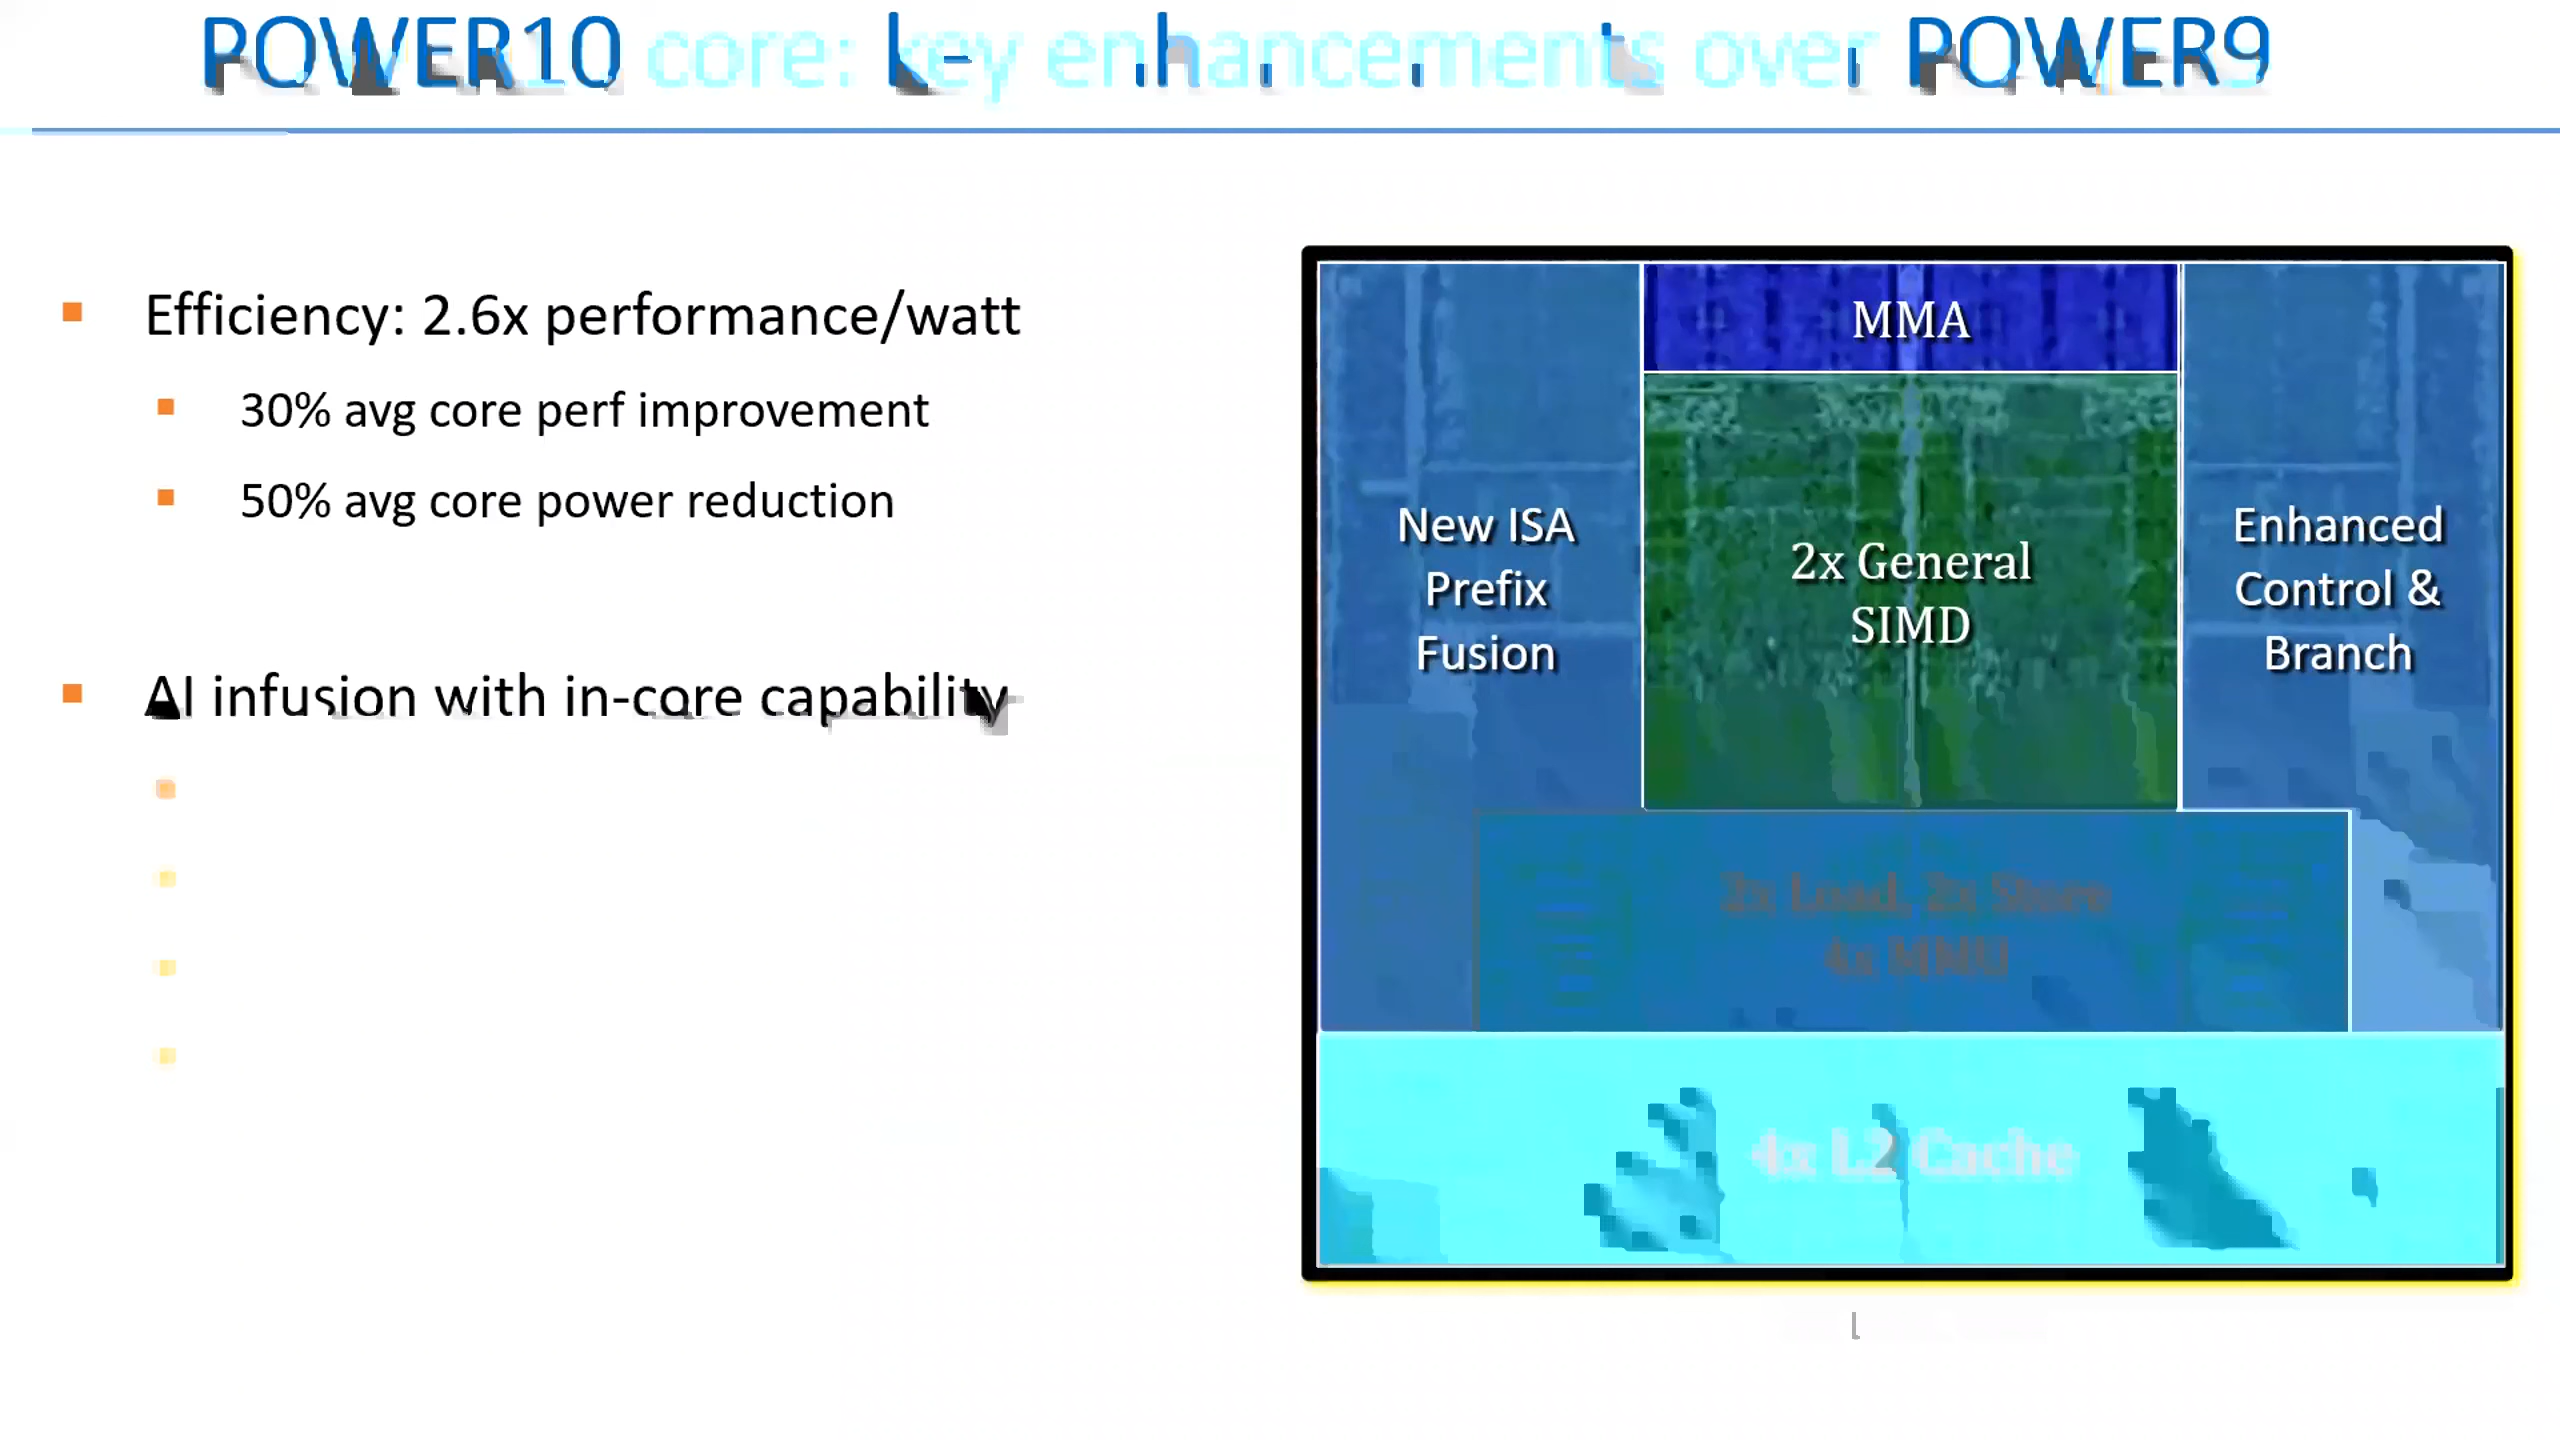 POWER10 core: key enhancements over POWER9
Efficiency: 2.6x performance/watt
30% avg core perf improvement
50% avg core power reduction
AI infusion with in-core capability
MMA
2x General
SIMD
New ISA
Prefix
Fusion
Enhanced
Control &
Branch
2x Load, 2x Store
4x MMU
4x L2 Cache